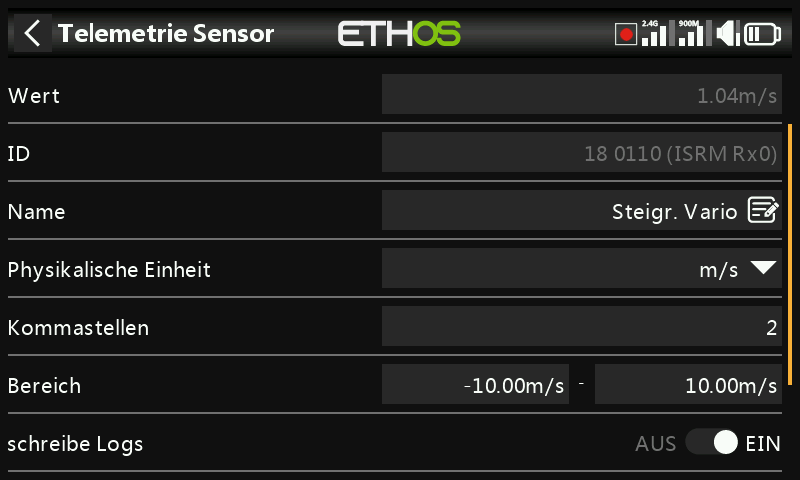 Telemetrie Sensor ETHOS 2.4G 900M
Wert 1.04m/s
ID 18 0110 (ISRM Rx0)
Name Steigr. Vario
Physikalische Einheit m/s
Kommastellen 2
Bereich -10.00m/s - 10.00m/s
schreibe Logs AUS EIN